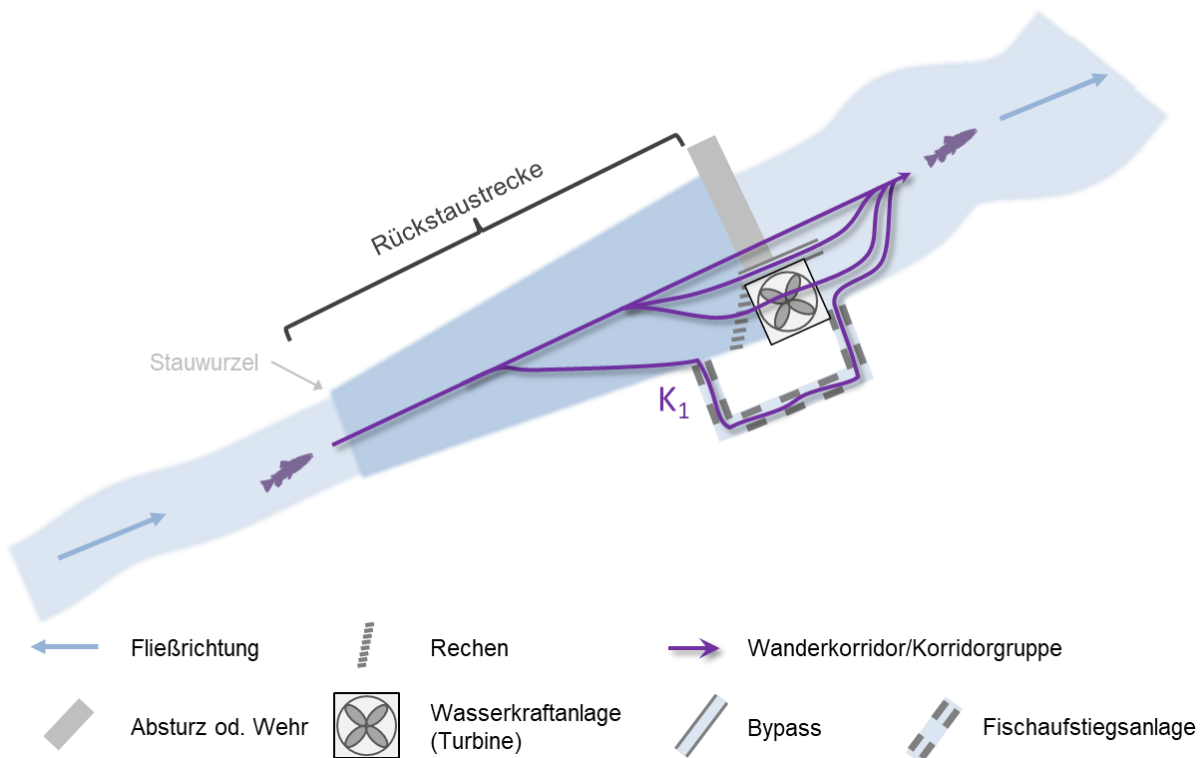 Rückstaustrecke
Stauwurzel
K1
Fließrichtung
Rechen
Wanderkorridor/Korridorgruppe
Absturz od. Wehr
Wasserkraftanlage
(Turbine)
Bypass
Fischaufstiegsanlage